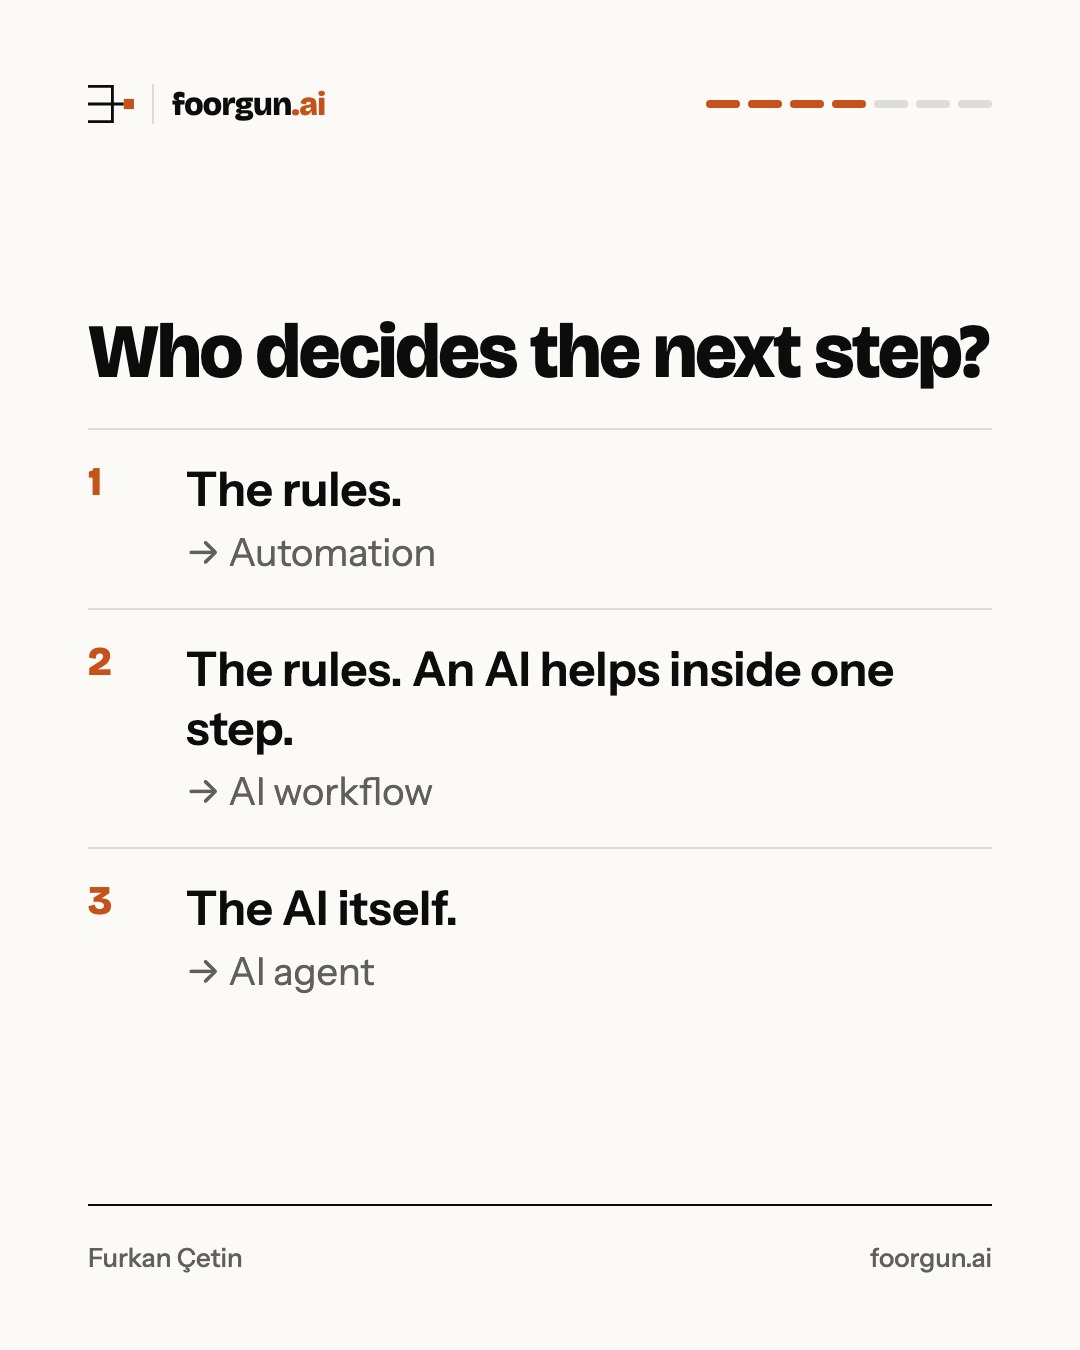 foorgun.ai
Who decides the next step?
1
The rules.
→ Automation
2
The rules. An AI helps inside one
step.
→ AI workflow
3
The AI itself.
→ AI agent
Furkan Çetin
foorgun.ai